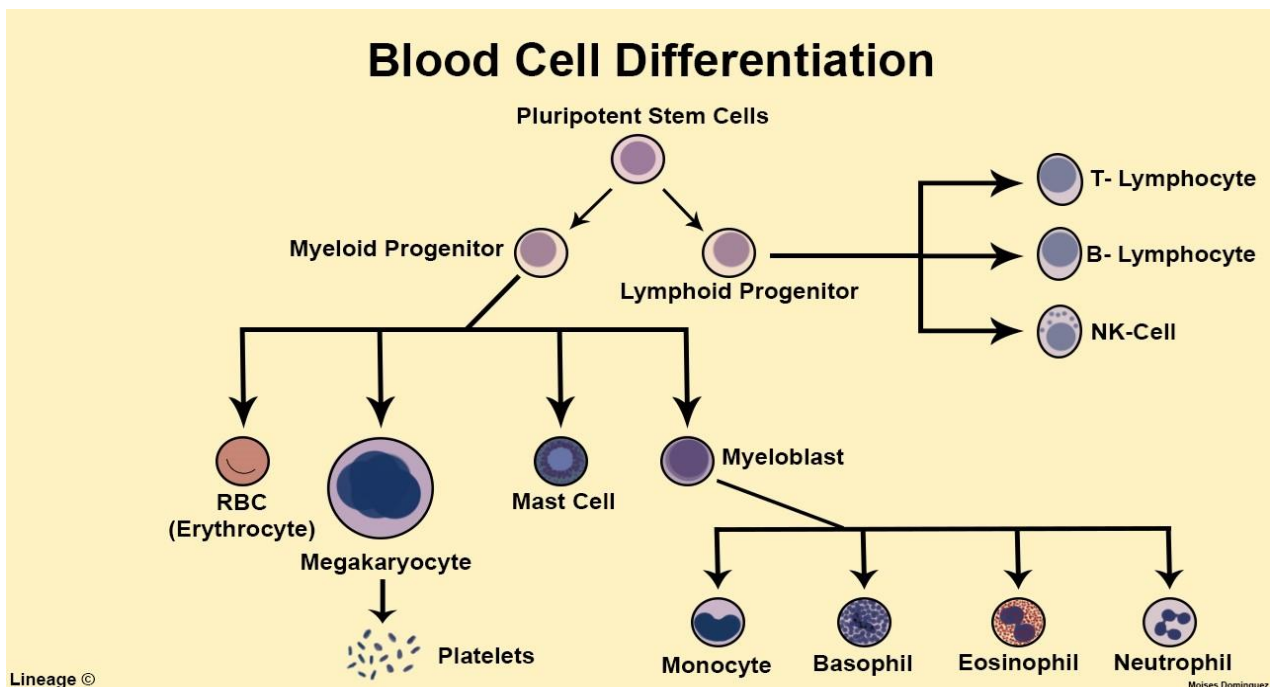 Blood Cell Differentiation
Pluripotent Stem Cells
T- Lymphocyte
Myeloid Progenitor
B- Lymphocyte
Lymphoid Progenitor
NK-Cell
Myeloblast
RBC
(Erythrocyte)
Mast Cell
Megakaryocyte
Platelets
Monocyte
Basophil
Eosinophil
Neutrophil
Lineage ©
Moises Dominguez